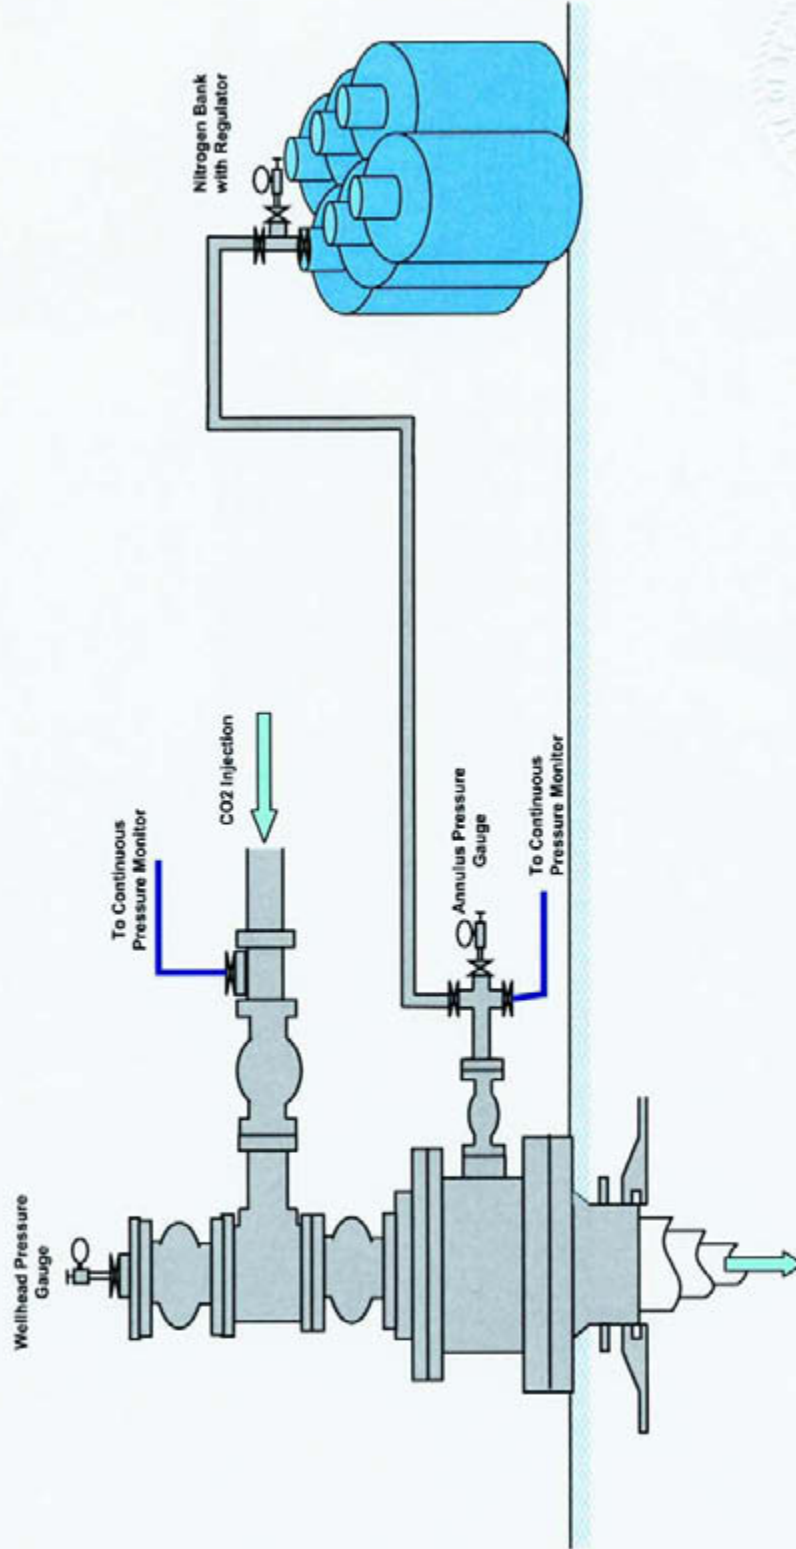 Wellhead Pressure
Gauge
To Continuous
Pressure Monitor
CO2 Injection
Annulus Pressure
Gauge
To Continuous
Pressure Monitor
Nitrogen Bank
with Regulator